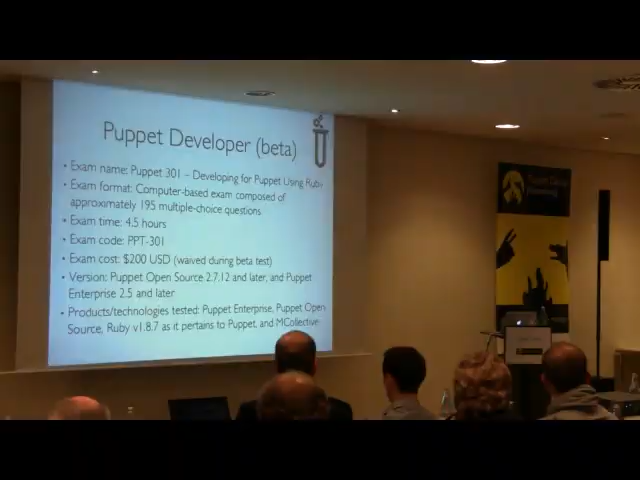 Puppet Developer (beta)
• Exam name: Puppet 301 – Developing for Puppet Using Ruby
• Exam format: Computer-based exam composed of
approximately 195 multiple-choice questions
• Exam time: 4.5 hours
• Exam code: PPT-301
• Exam cost: $200 USD (waived during beta test)
• Version: Puppet Open Source 2.7.12 and later, and Puppet
Enterprise 2.5 and later
• Products/technologies tested: Puppet Enterprise, Puppet Open
Source, Ruby v1.8.7 as it pertains to Puppet, and MCollective